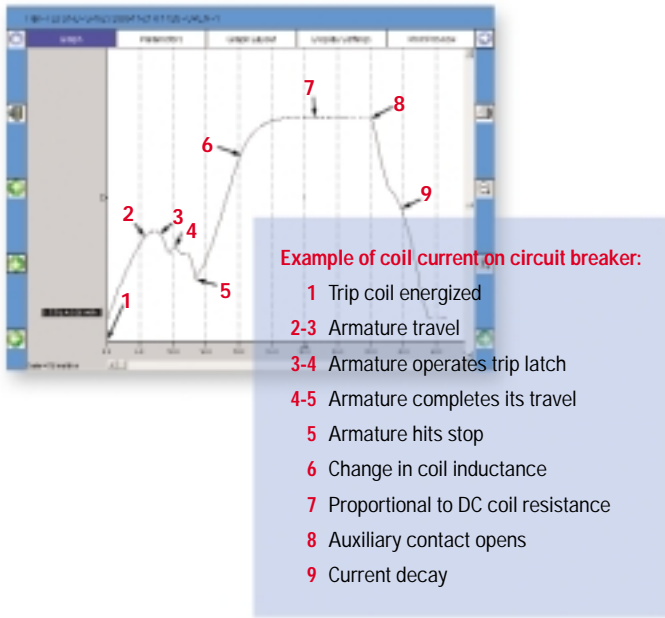 Graph
Parameters
7
8
6
9
2
3
4
5
1
Example of coil current on circuit breaker:
1 Trip coil energized
2-3 Armature travel
3-4 Armature operates trip latch
4-5 Armature completes its travel
5 Armature hits stop
6 Change in coil inductance
7 Proportional to DC coil resistance
8 Auxiliary contact opens
9 Current decay